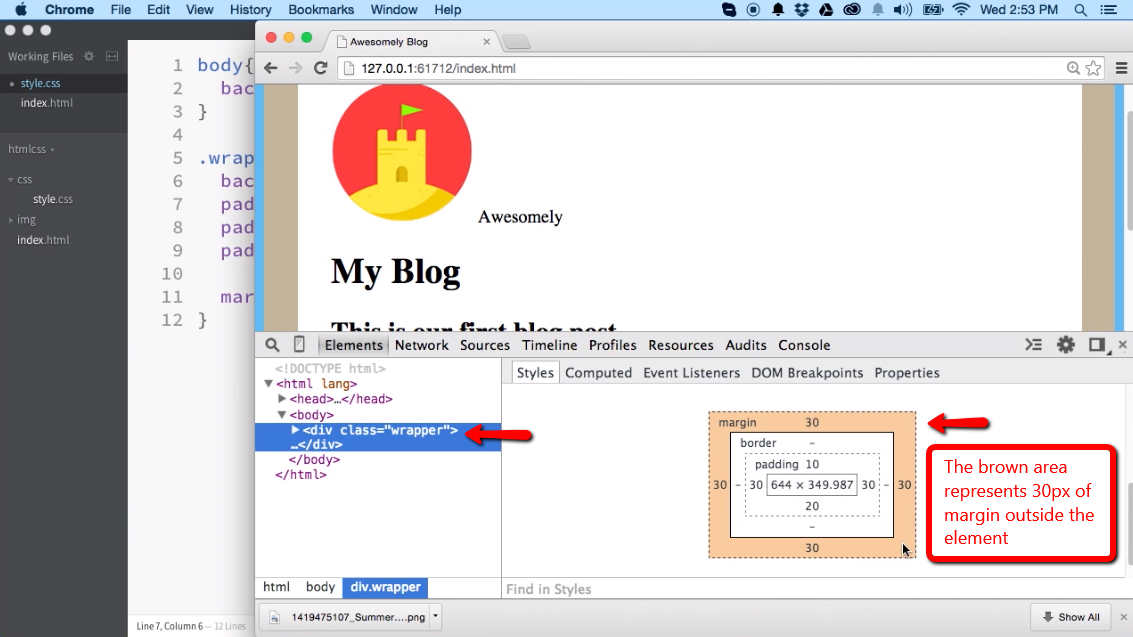 Chrome File Edit View History Bookmarks Window Help Wed 2:53 PM
Working Files
style.css
index.html
htmlcss
css
style.css
img
index.html
1 body{
2 bac
3 }
4
5 .wrap
6 bac
7 pad
8 pad
9 pad
10
11 mar
12 }
Line 7, Column 6 — 12 Lines
Awesomely Blog
127.0.0.1:61712/index.html
Awesomely
My Blog
This is our first blog post
Elements Network Sources Timeline Profiles Resources Audits Console
<!DOCTYPE html>
<html lang>
<head>…</head>
<body>
<div class="wrapper">
…</div>
</body>
</html>
html body div.wrapper
Styles Computed Event Listeners DOM Breakpoints Properties
margin 30
border –
padding 10
30 – 30 644 × 349.987 30 – 30
20
–
30
The brown area
represents 30px of
margin outside the
element
Find in Styles
1419475107_Summer....png
Show All